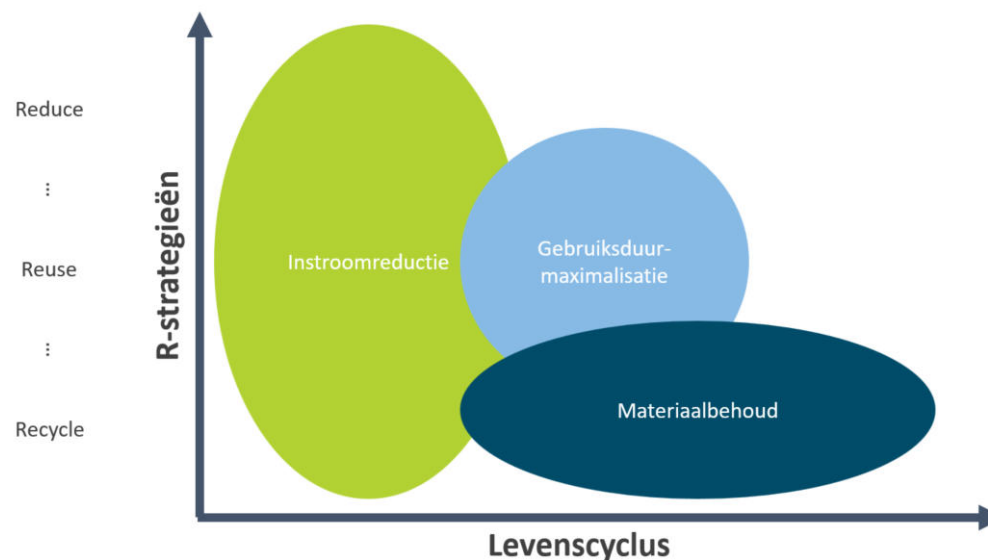 Reduce
...
Reuse
...
Recycle
R-strategieën
Instroomreductie
Gebruiksduur-
maximalisatie
Materiaalbehoud
Levenscyclus